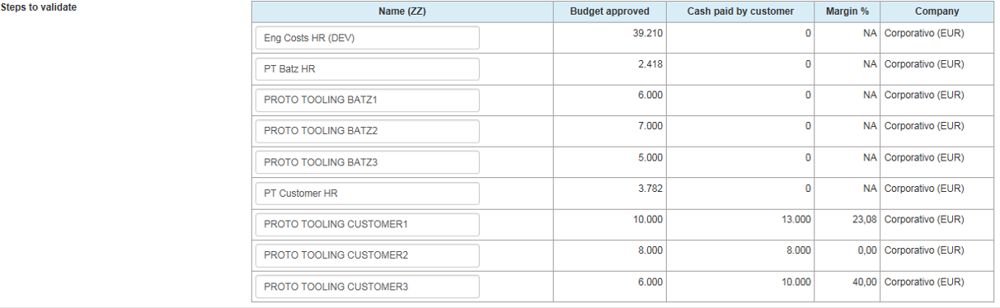 Steps to validate
Name (ZZ) Budget approved Cash paid by customer Margin % Company
Eng Costs HR (DEV) 39.210 0 NA Corporativo (EUR)
PT Batz HR 2.418 0 NA Corporativo (EUR)
PROTO TOOLING BATZ1 6.000 0 NA Corporativo (EUR)
PROTO TOOLING BATZ2 7.000 0 NA Corporativo (EUR)
PROTO TOOLING BATZ3 5.000 0 NA Corporativo (EUR)
PT Customer HR 3.782 0 NA Corporativo (EUR)
PROTO TOOLING CUSTOMER1 10.000 13.000 23,08 Corporativo (EUR)
PROTO TOOLING CUSTOMER2 8.000 8.000 0,00 Corporativo (EUR)
PROTO TOOLING CUSTOMER3 6.000 10.000 40,00 Corporativo (EUR)